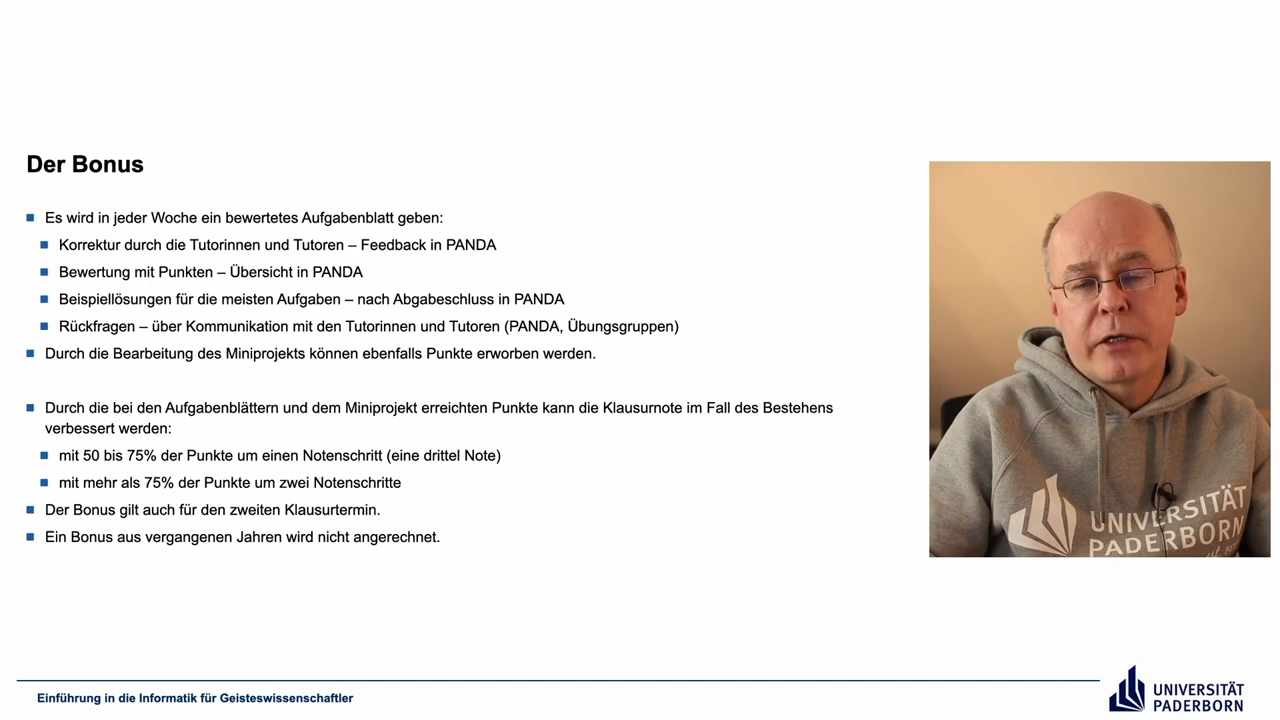 Der Bonus
Es wird in jeder Woche ein bewertetes Aufgabenblatt geben:
Korrektur durch die Tutorinnen und Tutoren – Feedback in PANDA
Bewertung mit Punkten – Übersicht in PANDA
Beispiellösungen für die meisten Aufgaben – nach Abgabeschluss in PANDA
Rückfragen – über Kommunikation mit den Tutorinnen und Tutoren (PANDA, Übungsgruppen)
Durch die Bearbeitung des Miniprojekts können ebenfalls Punkte erworben werden.
Durch die bei den Aufgabenblättern und dem Miniprojekt erreichten Punkte kann die Klausurnote im Fall des Bestehens
verbessert werden:
mit 50 bis 75% der Punkte um einen Notenschritt (eine drittel Note)
mit mehr als 75% der Punkte um zwei Notenschritte
Der Bonus gilt auch für den zweiten Klausurtermin.
Ein Bonus aus vergangenen Jahren wird nicht angerechnet.
UNIVERSITÄT
PADERBORN
Einführung in die Informatik für Geisteswissenschaftler
UNIVERSITÄT
PADERBORN